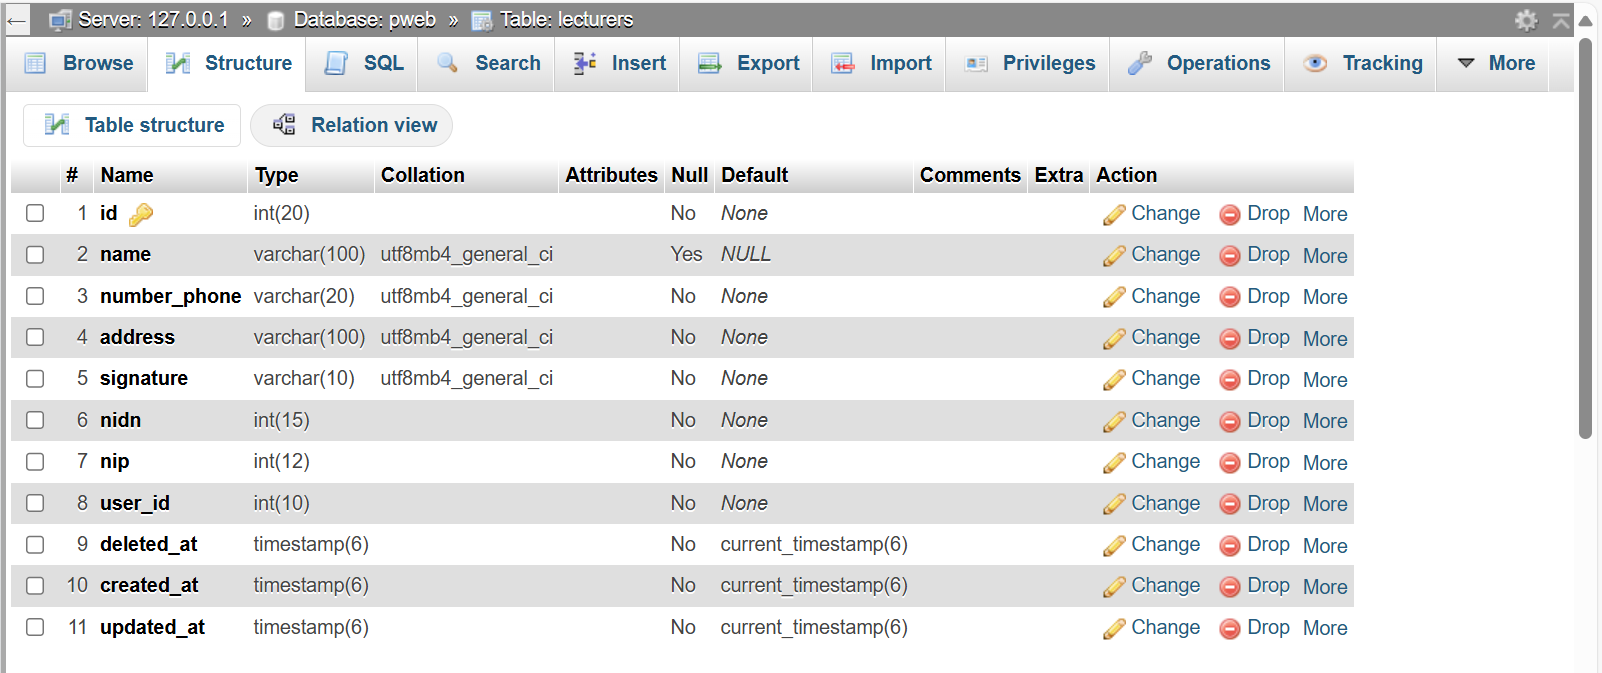 Server: 127.0.0.1 » Database: pweb » Table: lecturers
Browse Structure SQL Search Insert Export Import Privileges Operations Tracking More
Table structure Relation view
# Name Type Collation Attributes Null Default Comments Extra Action
1 id int(20) No None Change Drop More
2 name varchar(100) utf8mb4_general_ci Yes NULL Change Drop More
3 number_phone varchar(20) utf8mb4_general_ci No None Change Drop More
4 address varchar(100) utf8mb4_general_ci No None Change Drop More
5 signature varchar(10) utf8mb4_general_ci No None Change Drop More
6 nidn int(15) No None Change Drop More
7 nip int(12) No None Change Drop More
8 user_id int(10) No None Change Drop More
9 deleted_at timestamp(6) No current_timestamp(6) Change Drop More
10 created_at timestamp(6) No current_timestamp(6) Change Drop More
11 updated_at timestamp(6) No current_timestamp(6) Change Drop More